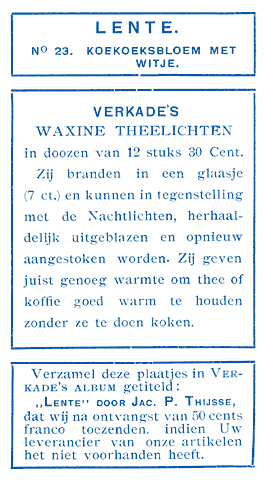 LENTE.
No 23. KOEKOEKSBLOEM MET
WITJE.
VERKADE'S
WAXINE THEELICHTEN
in doozen van 12 stuks 30 Cent.
Zij branden in een glaasje
(7 ct.) en kunnen in tegenstelling
met de Nachtlichten, herhaal-
delijk uitgeblazen en opnieuw
aangestoken worden. Zij geven
juist genoeg warmte om thee of
koffie goed warm te houden
zonder ze te doen koken.
Verzamel deze plaatjes in VER-
KADE'S ALBUM getiteld:
„LENTE" DOOR JAC. P. THIJSSE,
dat wij na ontvangst van 50 cents
franco toezenden, indien Uw
leverancier van onze artikelen
het niet voorhanden heeft.